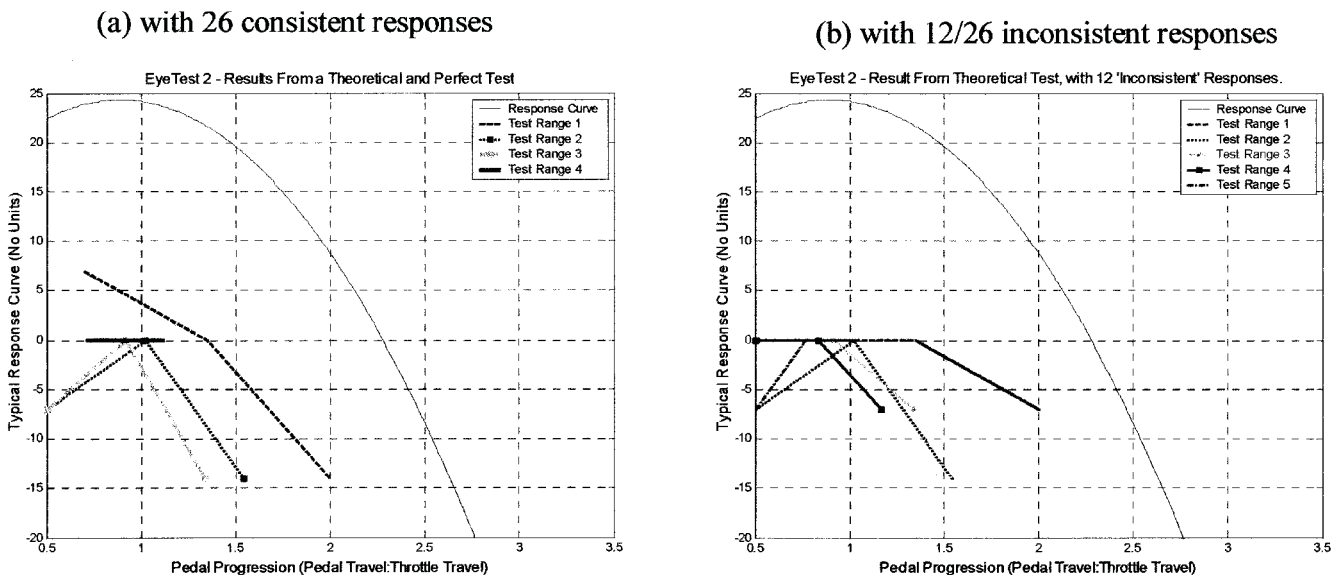 (a) with 26 consistent responses
EyeTest 2 - Results From a Theoretical and Perfect Test
Typical Response Curve (No Units)
25
20
15
10
5
0
-5
-10
-15
-20
Response Curve
Test Range 1
Test Range 2
Test Range 3
Test Range 4
0.5 1 1.5 2 2.5 3 3.5
Pedal Progression (Pedal Travel:Throttle Travel)
(b) with 12/26 inconsistent responses
EyeTest 2 - Result From Theoretical Test, with 12 'Inconsistent' Responses.
Typical Response Curve (No Units)
25
20
15
10
5
0
-5
-10
-15
-20
Response Curve
Test Range 1
Test Range 2
Test Range 3
Test Range 4
Test Range 5
0.5 1 1.5 2 2.5 3 3.5
Pedal Progression (Pedal Travel:Throttle Travel)